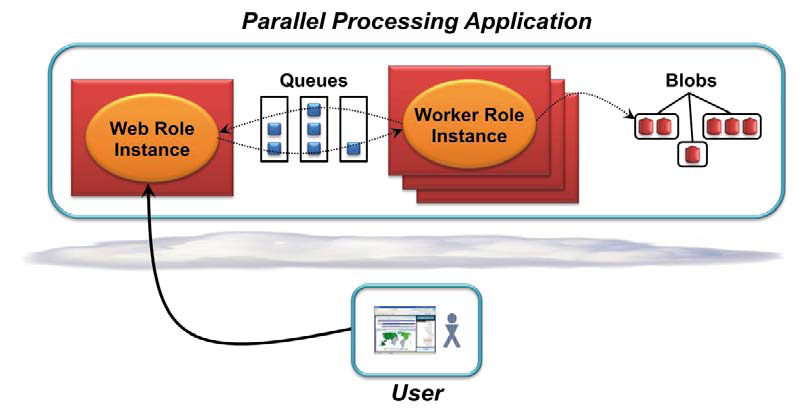 Parallel Processing Application
Queues
Blobs
Web Role
Instance
Worker Role
Instance
User